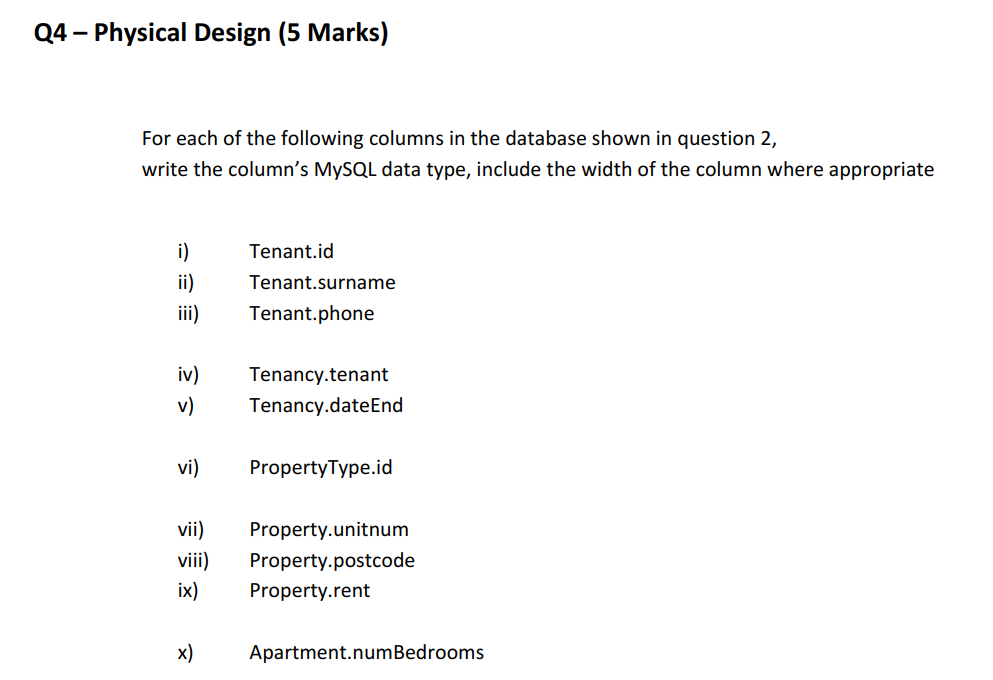 Q4 – Physical Design (5 Marks)
For each of the following columns in the database shown in question 2,
write the column’s MySQL data type, include the width of the column where appropriate
i) Tenant.id
ii) Tenant.surname
iii) Tenant.phone
iv) Tenancy.tenant
v) Tenancy.dateEnd
vi) PropertyType.id
vii) Property.unitnum
viii) Property.postcode
ix) Property.rent
x) Apartment.numBedrooms